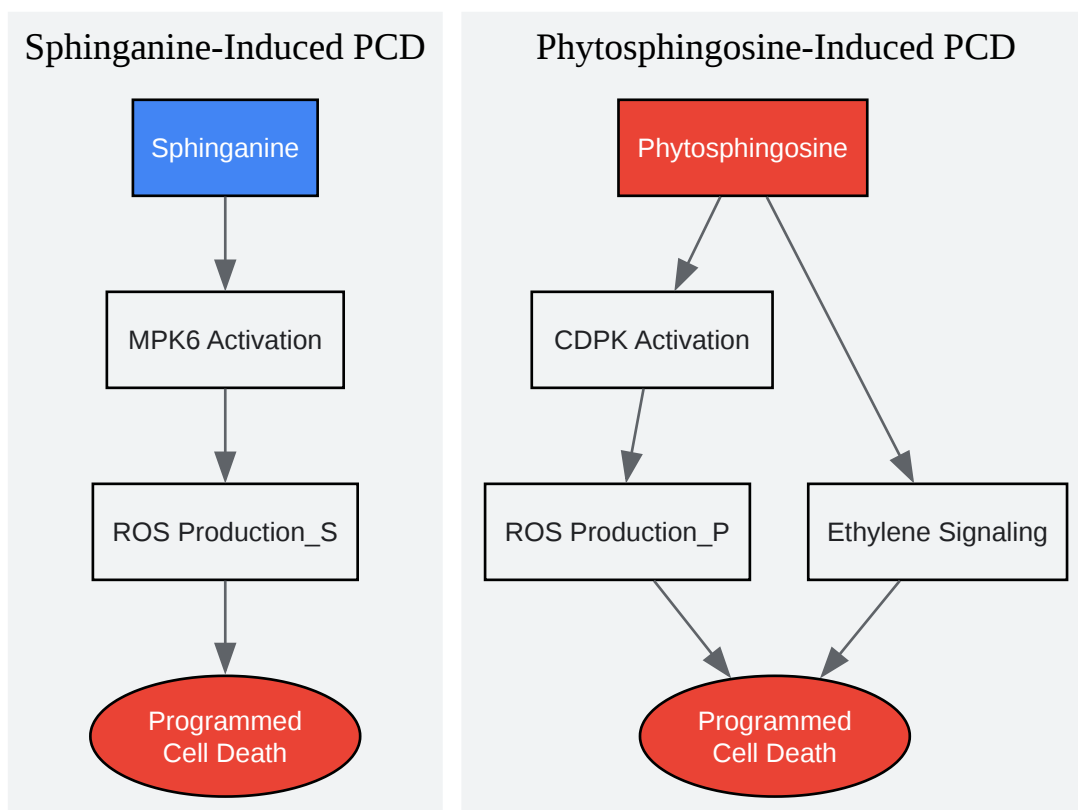 Sphinganine-Induced PCD
Sphinganine
MPK6 Activation
ROS Production_S
Programmed
Cell Death
Phytosphingosine-Induced PCD
Phytosphingosine
CDPK Activation
ROS Production_P
Ethylene Signaling
Programmed
Cell Death